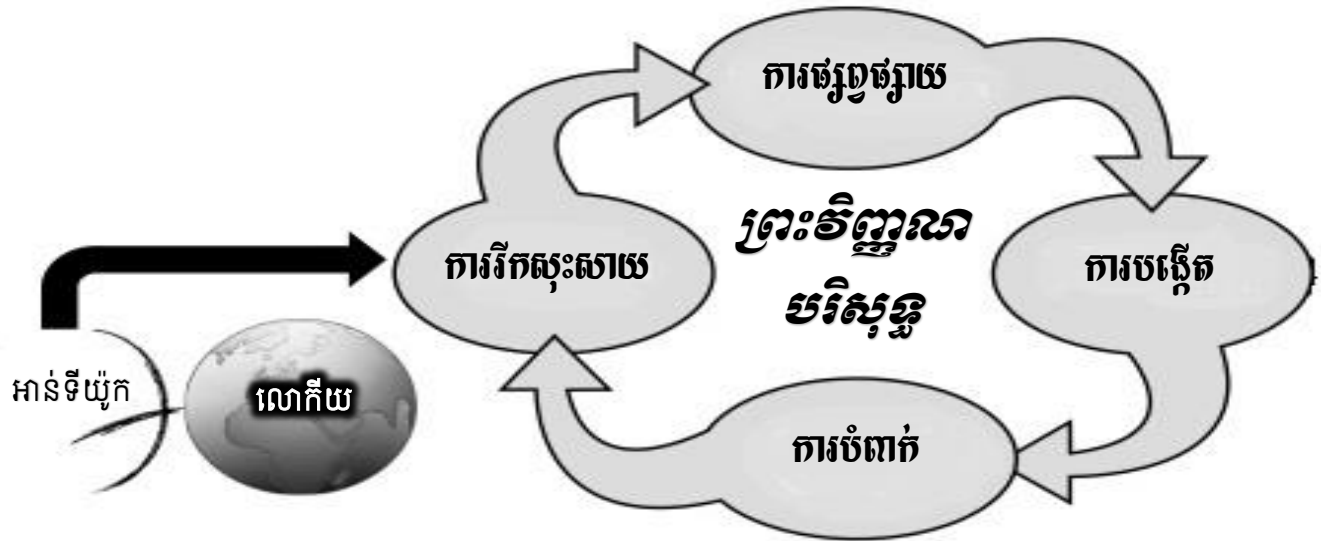 ការផ្សព្វផ្សាយ
ព្រះវិញ្ញាណ
បរិសុទ្ធ
ការរីកសុះសាយ
ការបង្កើត
អាន់ទីយ៉ូក
លោកីយ
ការបំពាក់